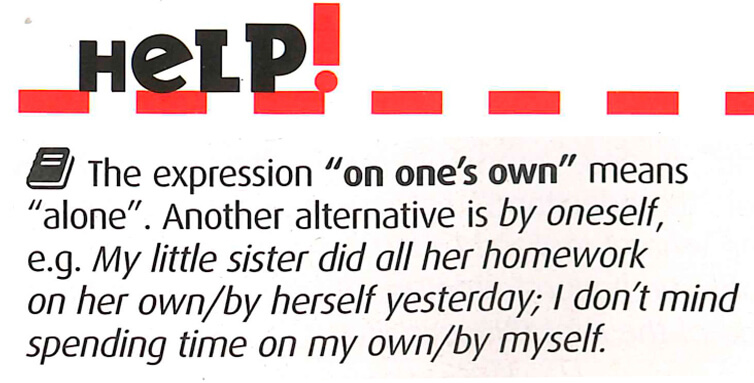 HeLP!
The expression "on one's own" means
"alone". Another alternative is by oneself,
e.g. My little sister did all her homework
on her own/by herself yesterday; I don't mind
spending time on my own/by myself.